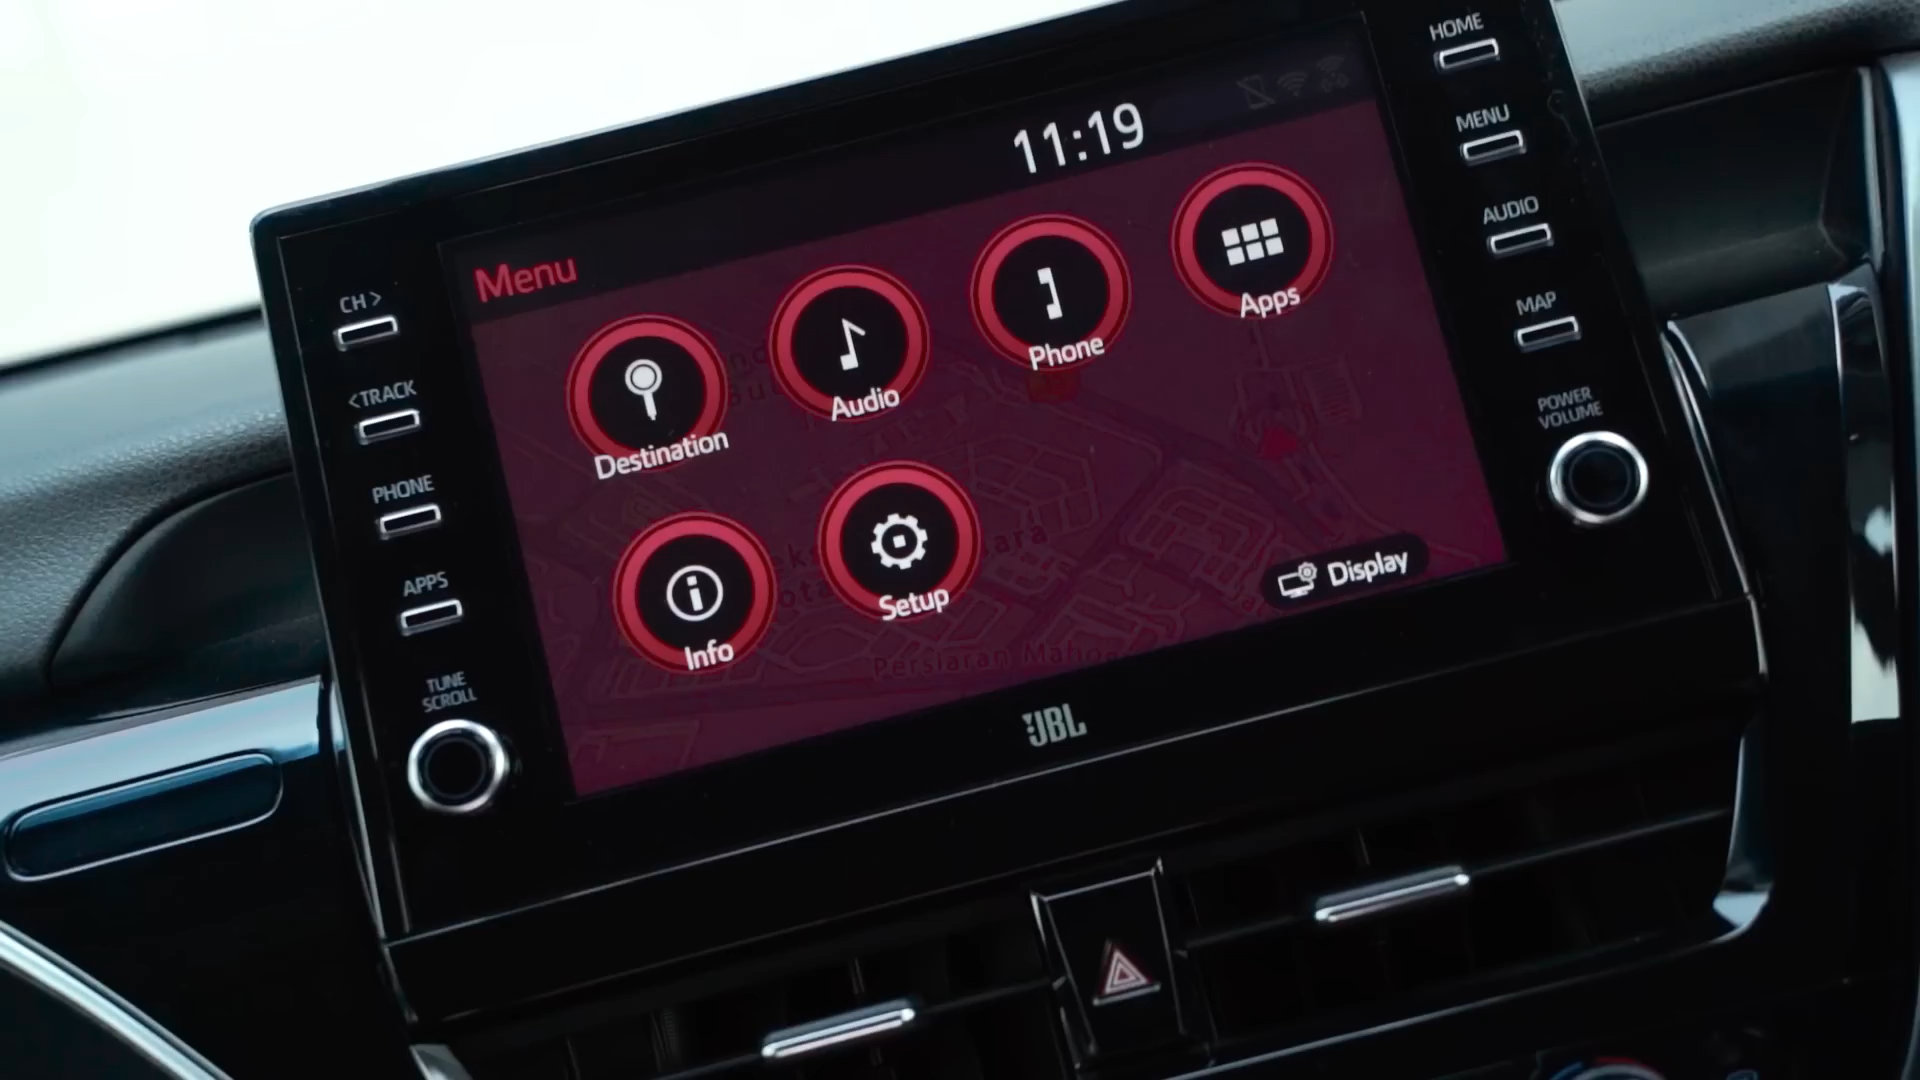 HOME
11:19
MENU
Menu
AUDIO
CH >
Apps
MAP
Phone
<TRACK
Audio
POWER
VOLUME
Destination
PHONE
Display
APPS
Setup
Info
Persiaran
TUNE
SCROLL
JBL